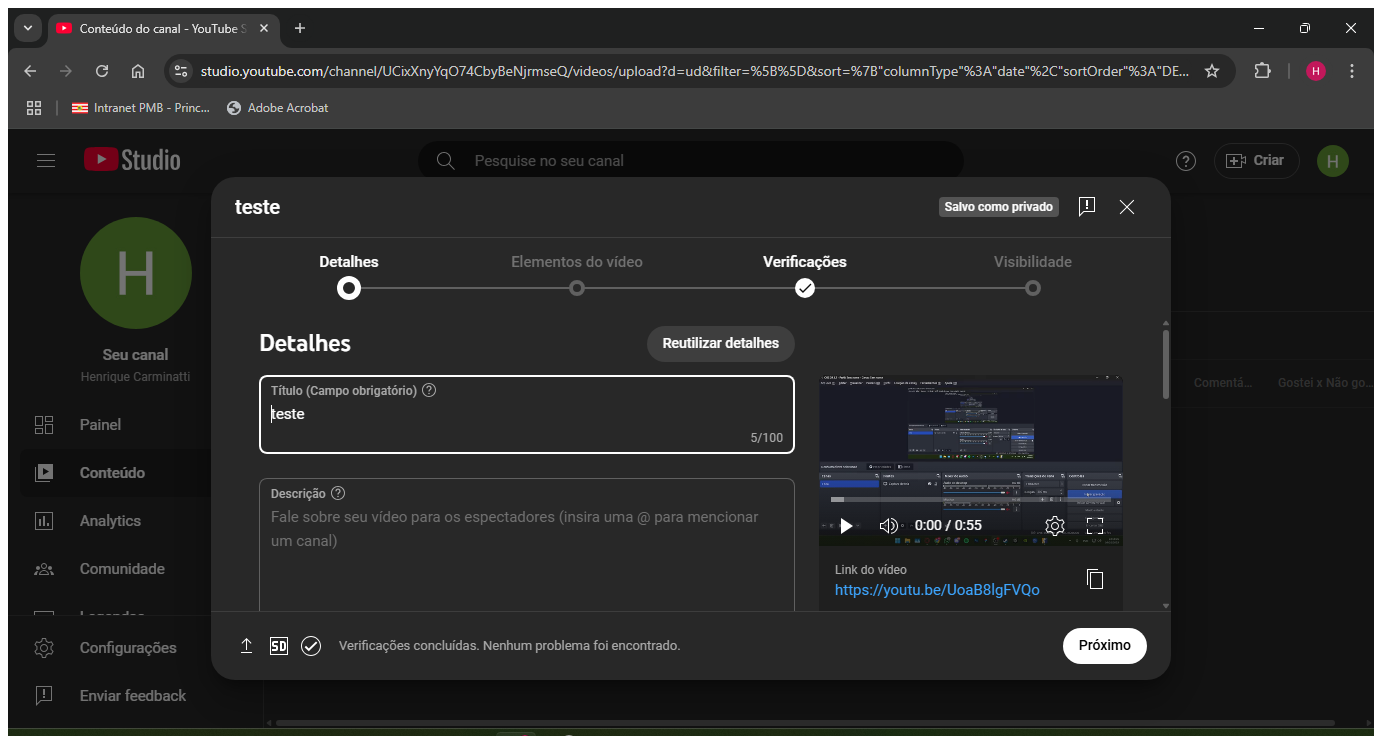 Conteúdo do canal - YouTube S
studio.youtube.com/channel/UCixXnyYqO74CbyBeNjrmseQ/videos/upload?d=ud&filter=%5B%5D&sort=%7B"columnType"%3A"date"%2C"sortOrder"%3A"DE...
H
Intranet PMB - Princ...
Adobe Acrobat
Studio
Pesquise no seu canal
Criar
H
teste
Salvo como privado
Detalhes
Elementos do vídeo
Verificações
Visibilidade
H
Seu canal
Henrique Carminatti
Painel
Conteúdo
Analytics
Comunidade
Configurações
Enviar feedback
Detalhes
Reutilizar detalhes
Título (Campo obrigatório)
teste
5/100
Descrição
Fale sobre seu vídeo para os espectadores (insira uma @ para mencionar
um canal)
0:00 / 0:55
Link do vídeo
https://youtu.be/UoaB8lgFVQo
Comentá...
Gostei x Não go...
SD
Verificações concluídas. Nenhum problema foi encontrado.
Próximo